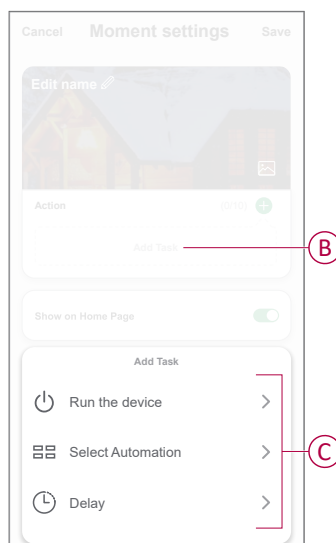 Cancel Moment settings Save
Edit name
Action (0/10)
Add Task
B
Show on Home Page
Add Task
Run the device
Select Automation
C
Delay